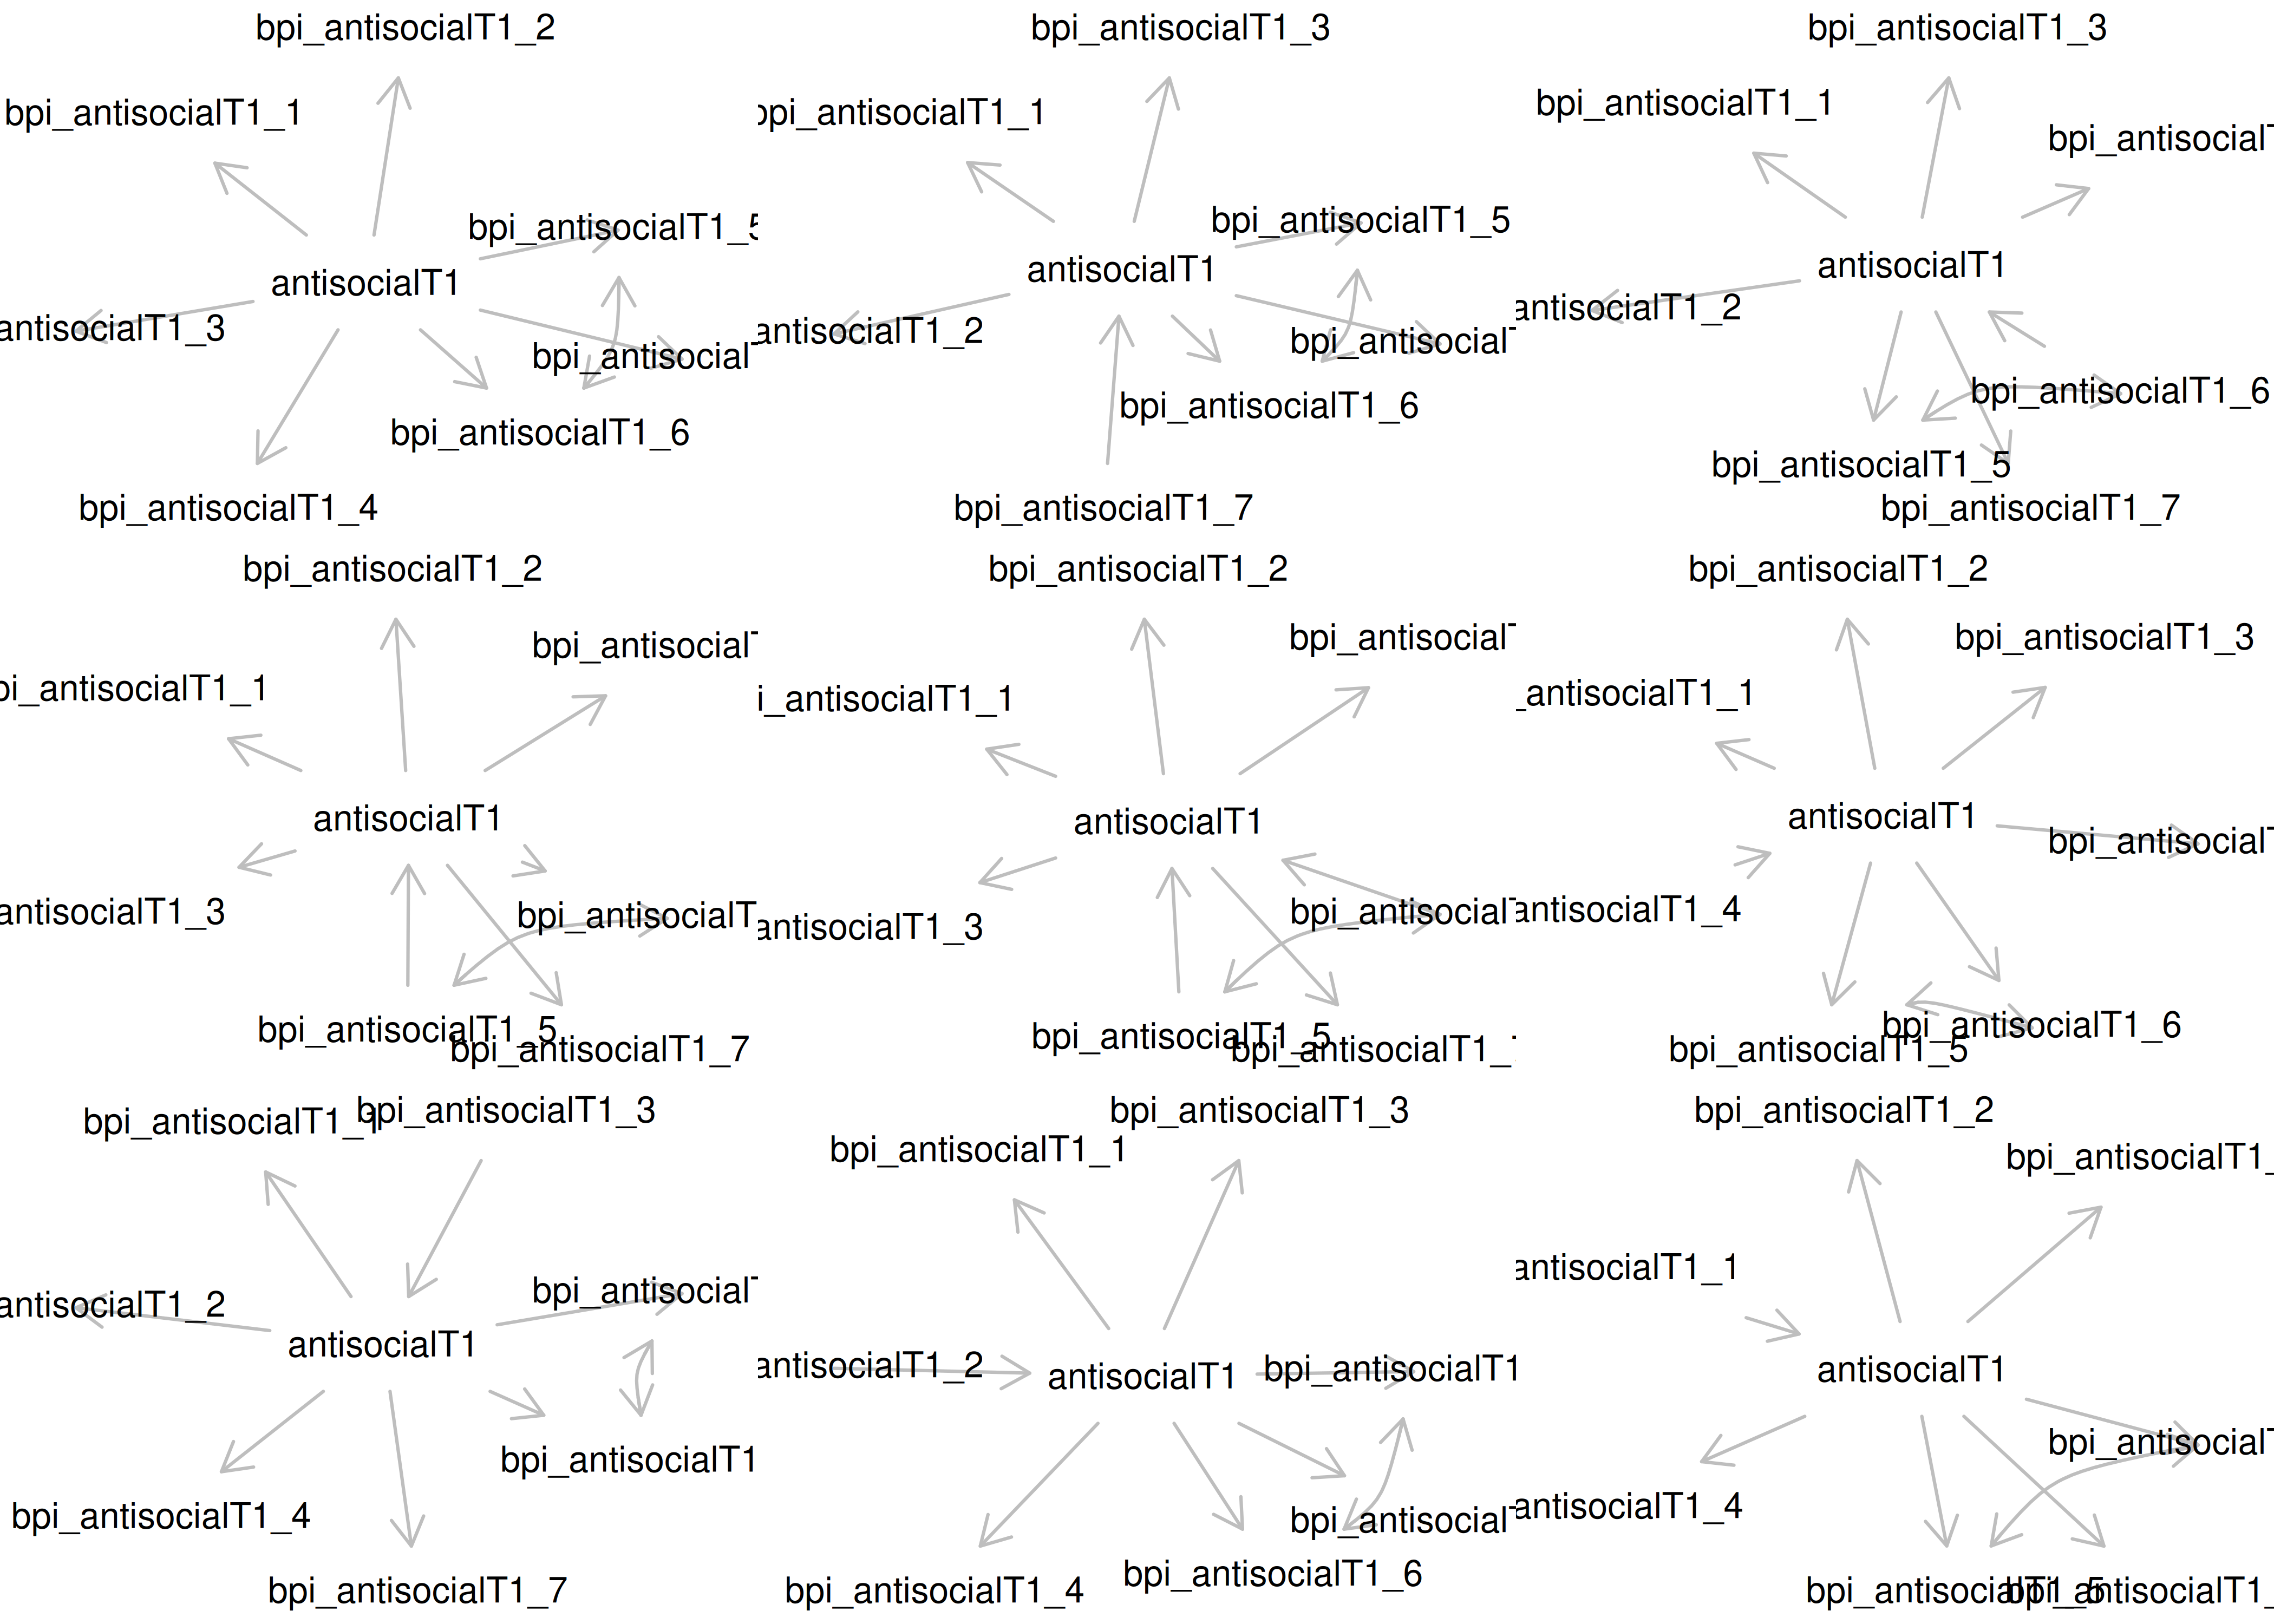 bpi_antisocialT1_2
bpi_antisocialT1_1
bpi_antisocialT1_5
antisocialT1
antisocialT1_3
bpi_antisocial
bpi_antisocialT1_6
bpi_antisocialT1_4
bpi_antisocialT1_3
bpi_antisocialT1_1
bpi_antisocialT1_5
antisocialT1
antisocialT1_2
bpi_antisocial
bpi_antisocialT1_6
bpi_antisocialT1_7
bpi_antisocialT1_3
bpi_antisocialT1_1
bpi_antisocial
antisocialT1
antisocialT1_2
bpi_antisocialT1_6
bpi_antisocialT1_5
bpi_antisocialT1_7
bpi_antisocialT1_2
bpi_antisocial
pi_antisocialT1_1
antisocialT1
antisocialT1_3
bpi_antisocialT
bpi_antisocialT1_5
bpi_antisocialT1_7
bpi_antisocialT1_2
bpi_antisocial
i_antisocialT1_1
antisocialT1
antisocialT1_3
bpi_antisocial
bpi_antisocialT1_5
bpi_antisocialT1_
bpi_antisocialT1_2
bpi_antisocialT1_3
_antisocialT1_1
antisocialT1
bpi_antisocial
antisocialT1_4
bpi_antisocialT1_6
bpi_antisocialT1_5
bpi_antisocialT1_1
bpi_antisocialT1_3
bpi_antisocial
antisocialT1_2
antisocialT1
bpi_antisocialT1
bpi_antisocialT1_4
bpi_antisocialT1_7
bpi_antisocialT1_3
bpi_antisocialT1_1
antisocialT1_2
antisocialT1
bpi_antisocialT1
bpi_antisocial
bpi_antisocialT1_6
bpi_antisocialT1_4
bpi_antisocialT1_2
bpi_antisocialT1_
antisocialT1_1
antisocialT1
bpi_antisocial
antisocialT1_4
bpi_antisocialT1_5
bpi_antisocialT1_